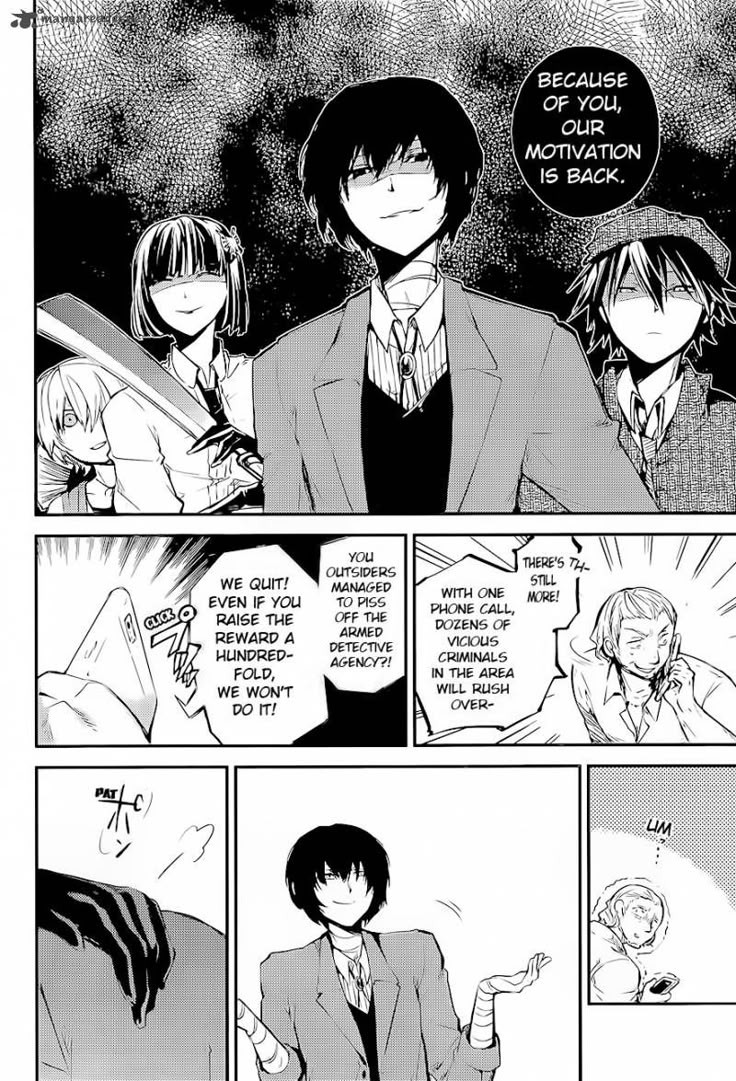 BECAUSE
OF YOU,
OUR
MOTIVATION
IS BACK.
TH-
THERE'S
STILL
MORE!
WITH ONE
PHONE CALL,
DOZENS OF
VICIOUS
CRIMINALS
IN THE AREA
WILL RUSH
OVER-
YOU
OUTSIDERS
MANAGED
TO PISS
OFF THE
ARMED
DETECTIVE
AGENCY?!
WE QUIT!
EVEN IF YOU
RAISE THE
REWARD A
HUNDRED-
FOLD,
WE WON'T
DO IT!
CLICK
UM
...
PAT
ポン